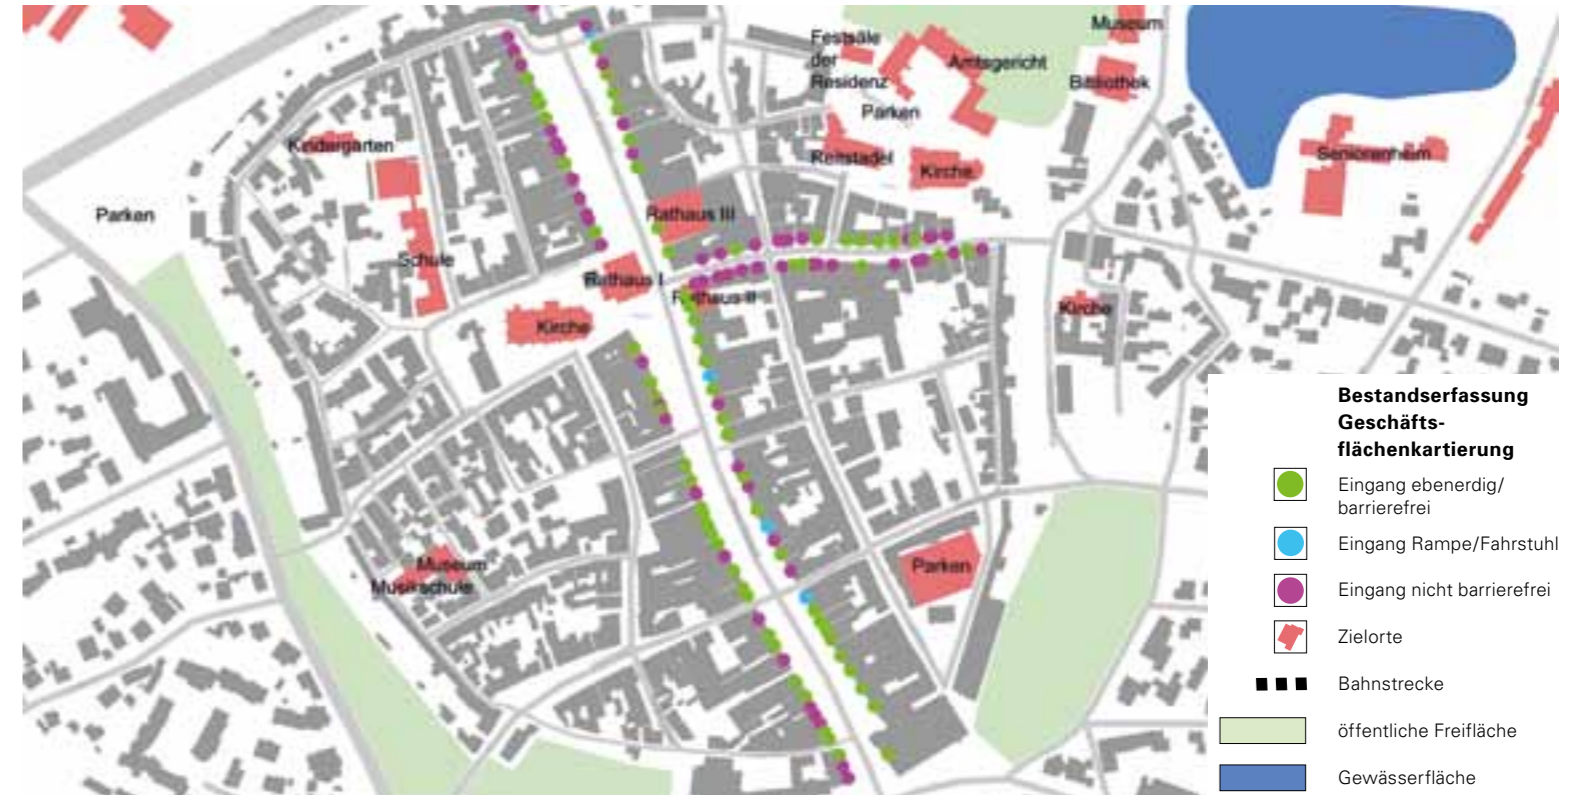 Museum
Festsäle
der
Residenz
Amtsgericht
Bibliothek
Parken
Kindergarten
Reitstadel
Kirche
Seniorenheim
Parken
Rathaus III
Schule
Rathaus I
Rathaus II
Kirche
Kirche
Museum
Musikschule
Parken
Bestandserfassung
Geschäfts-
flächenkartierung
Eingang ebenerdig/
barrierefrei
Eingang Rampe/Fahrstuhl
Eingang nicht barrierefrei
Zielorte
Bahnstrecke
öffentliche Freifläche
Gewässerfläche